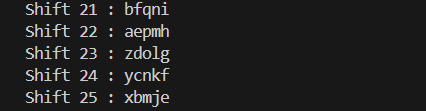 Shift 21 : bfqni
Shift 22 : aepmh
Shift 23 : zdolg
Shift 24 : ycnkf
Shift 25 : xbmje